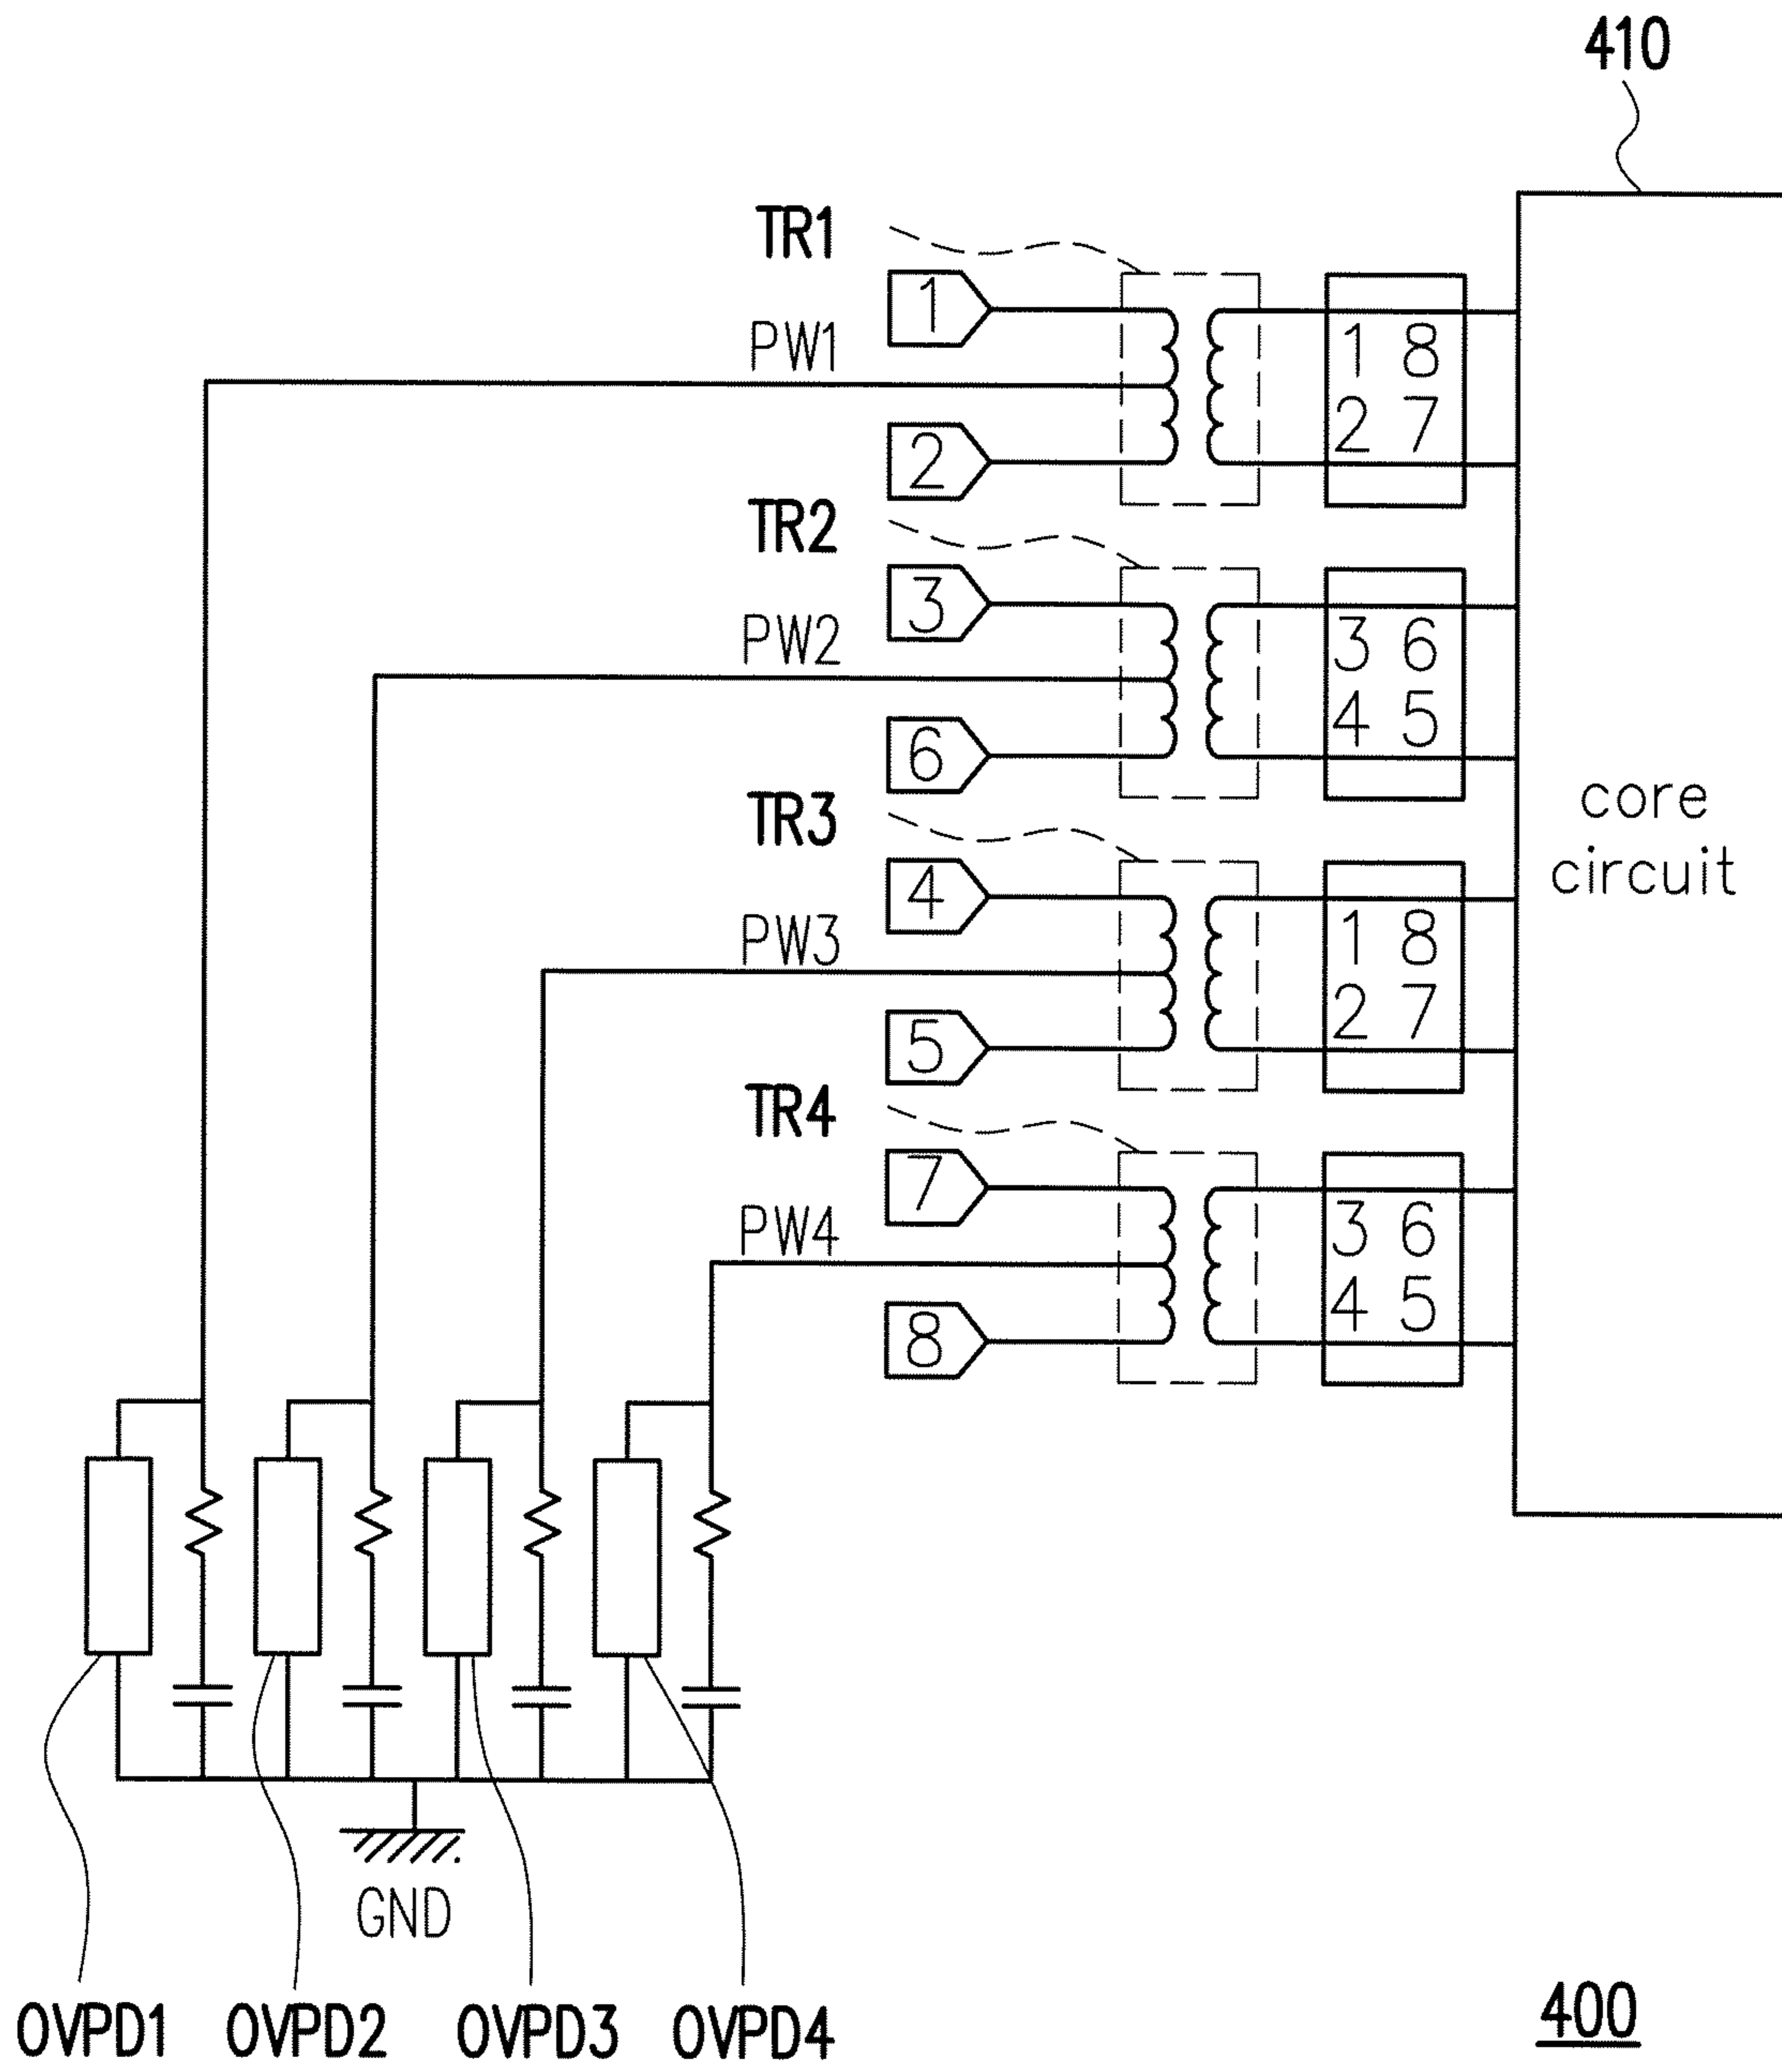 410
TR1
1
PW1
1 8
2 7
2
TR2
3
PW2
3 6
4 5
6
core
circuit
TR3
4
PW3
1 8
2 7
5
TR4
7
PW4
3 6
4 5
8
GND
OVPD1
OVPD2
OVPD3
OVPD4
400